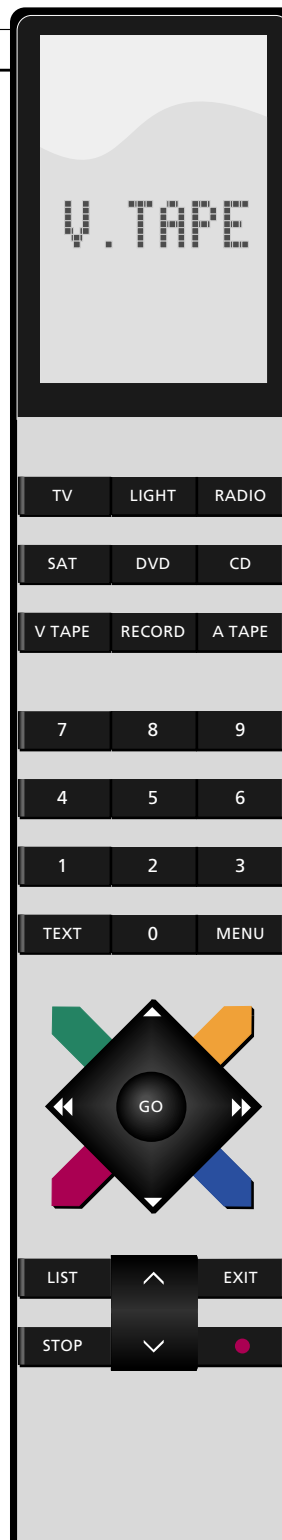 V.TAPE
TV LIGHT RADIO
SAT DVD CD
V TAPE RECORD A TAPE
7 8 9
4 5 6
1 2 3
TEXT 0 MENU
GO
LIST EXIT
STOP